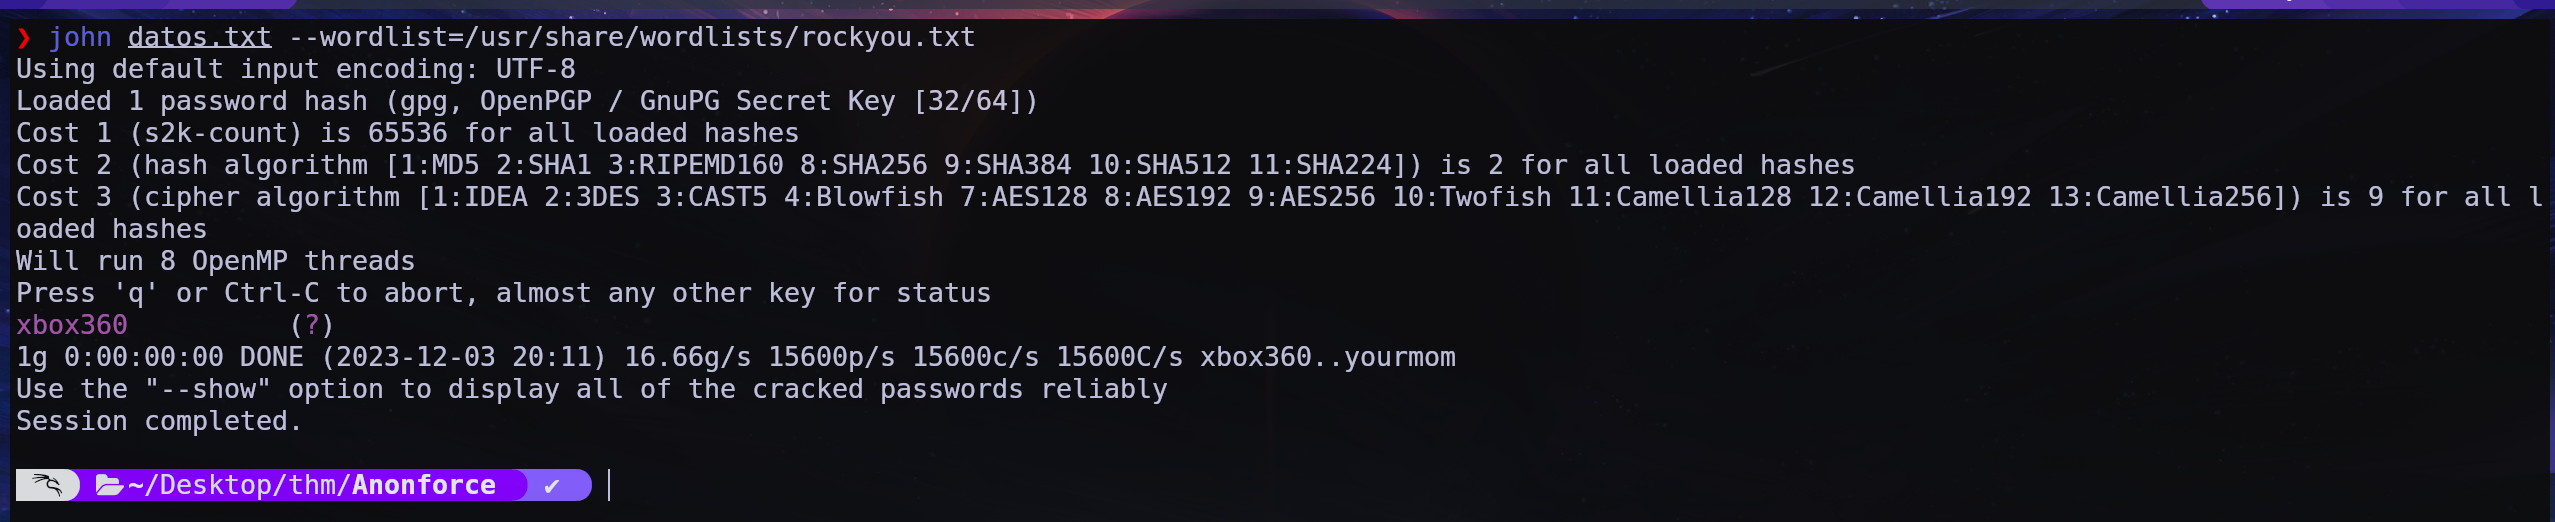 ❯ john datos.txt --wordlist=/usr/share/wordlists/rockyou.txt
Using default input encoding: UTF-8
Loaded 1 password hash (gpg, OpenPGP / GnuPG Secret Key [32/64])
Cost 1 (s2k-count) is 65536 for all loaded hashes
Cost 2 (hash algorithm [1:MD5 2:SHA1 3:RIPEMD160 8:SHA256 9:SHA384 10:SHA512 11:SHA224]) is 2 for all loaded hashes
Cost 3 (cipher algorithm [1:IDEA 2:3DES 3:CAST5 4:Blowfish 7:AES128 8:AES192 9:AES256 10:Twofish 11:Camellia128 12:Camellia192 13:Camellia256]) is 9 for all l
oaded hashes
Will run 8 OpenMP threads
Press 'q' or Ctrl-C to abort, almost any other key for status
xbox360          (?)
1g 0:00:00:00 DONE (2023-12-03 20:11) 16.66g/s 15600p/s 15600c/s 15600C/s xbox360..yourmom
Use the "--show" option to display all of the cracked passwords reliably
Session completed.
~/Desktop/thm/Anonforce ✔